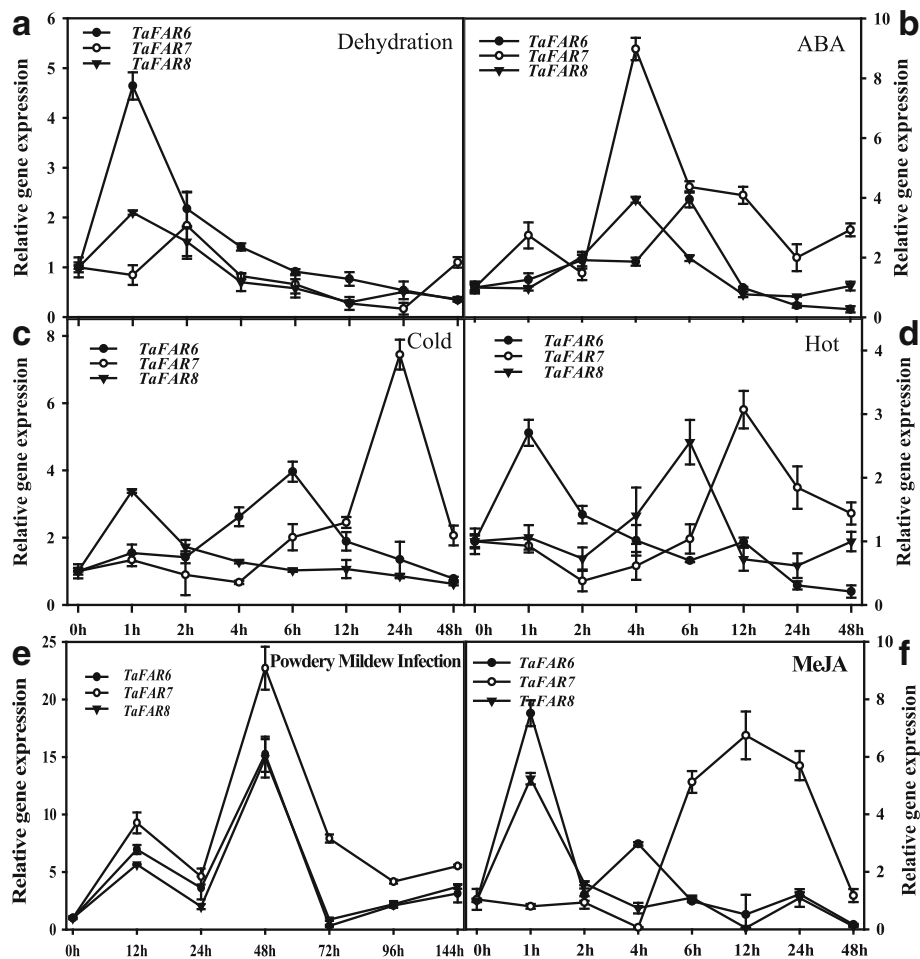 a
Dehydration
TaFAR6
TaFAR7
TaFAR8
Relative gene expression
6
5
4
3
2
1
0
b
ABA
TaFAR6
TaFAR7
TaFAR8
Relative gene expression
10
8
6
4
2
0
c
Cold
TaFAR6
TaFAR7
TaFAR8
Relative gene expression
8
6
4
2
0
0h 1h 2h 4h 6h 12h 24h 48h
d
Hot
TaFAR6
TaFAR7
TaFAR8
Relative gene expression
4
3
2
1
0
0h 1h 2h 4h 6h 12h 24h 48h
e
Powdery Mildew Infection
TaFAR6
TaFAR7
TaFAR8
Relative gene expression
25
20
15
10
5
0
0h 12h 24h 48h 72h 96h 144h
f
MeJA
TaFAR6
TaFAR7
TaFAR8
Relative gene expression
10
8
6
4
2
0
0h 1h 2h 4h 6h 12h 24h 48h